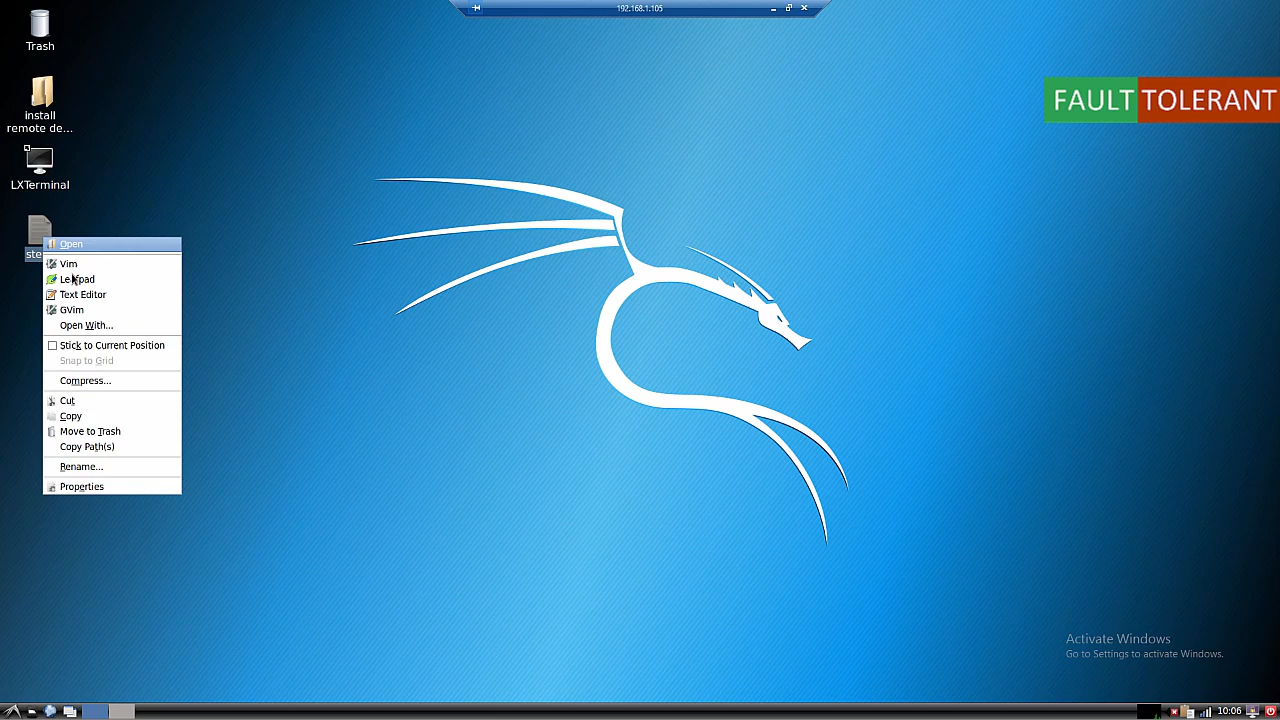 192.168.1.105
Trash
install
remote de...
LXTerminal
FAULT TOLERANT
Open
Vim
Text Editor
GVim
Open With...
Stick to Current Position
Snap to Grid
Compress...
Cut
Copy
Move to Trash
Copy Path(s)
Rename...
Properties
Activate Windows
Go to Settings to activate Windows.
10:06